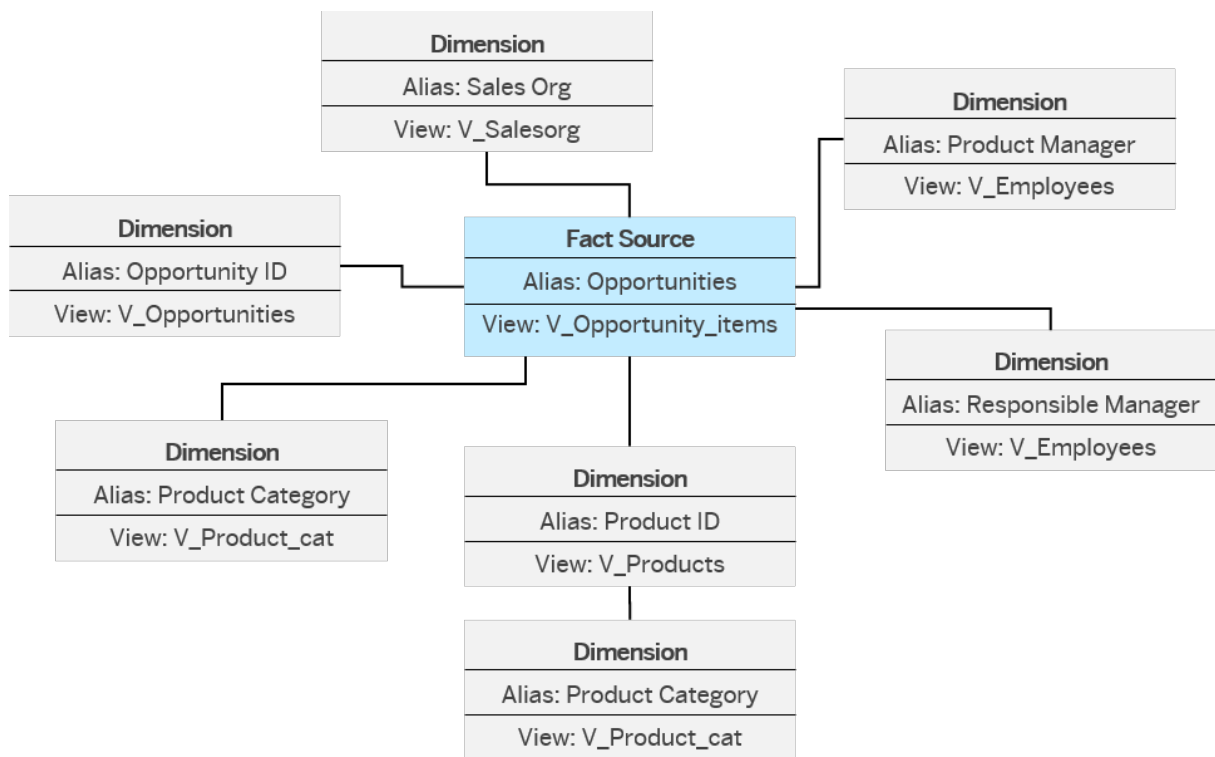 Dimension
Alias: Sales Org
View: V_Salesorg
Dimension
Alias: Product Manager
View: V_Employees
Dimension
Alias: Opportunity ID
View: V_Opportunities
Fact Source
Alias: Opportunities
View: V_Opportunity_items
Dimension
Alias: Responsible Manager
View: V_Employees
Dimension
Alias: Product Category
View: V_Product_cat
Dimension
Alias: Product ID
View: V_Products
Dimension
Alias: Product Category
View: V_Product_cat